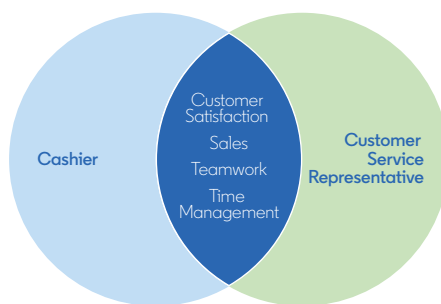 Cashier
Customer
Satisfaction
Sales
Teamwork
Time
Management
Customer
Service
Representative